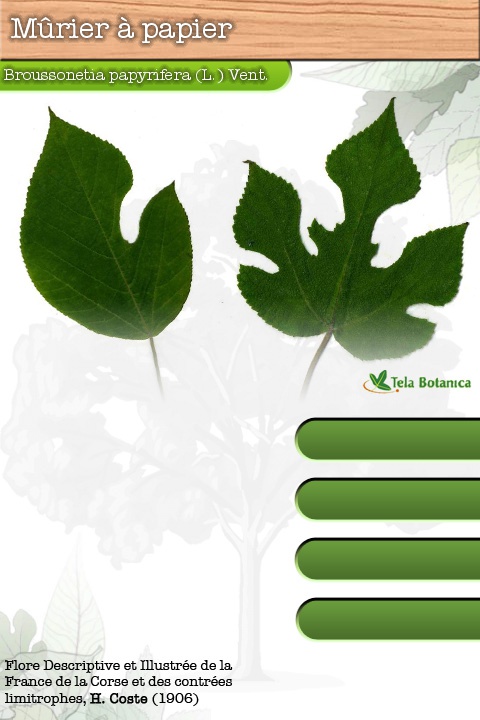 Mûrier à papier
Broussonetia papyrifera (L.) Vent.
Tela Botanica
Flore Descriptive et Illustrée de la
France de la Corse et des contrées
limitrophes, H. Coste (1906)